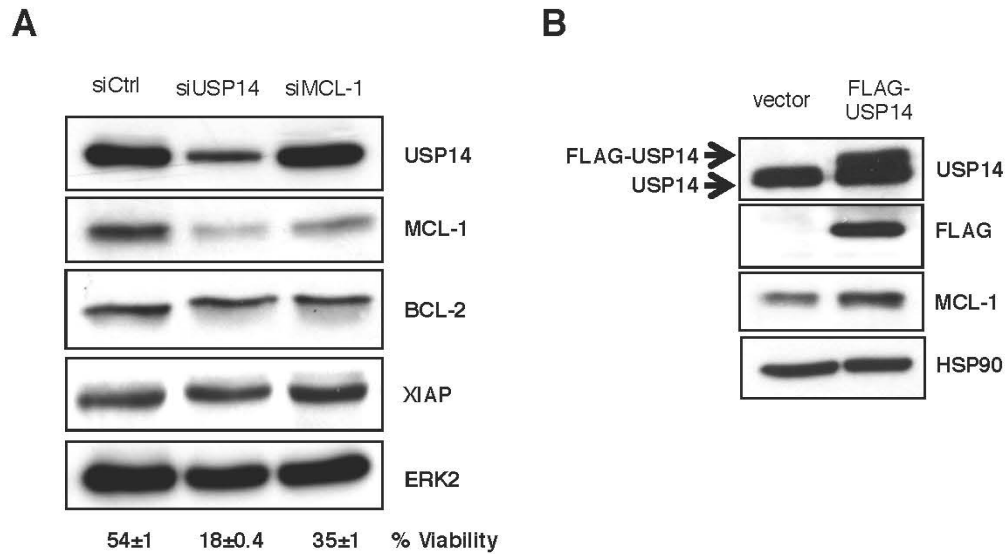 A
siCtrl siUSP14 siMCL-1
USP14
MCL-1
BCL-2
XIAP
ERK2
54±1 18±0.4 35±1 % Viability
B
vector FLAG-
USP14
FLAG-USP14
USP14
USP14
FLAG
MCL-1
HSP90